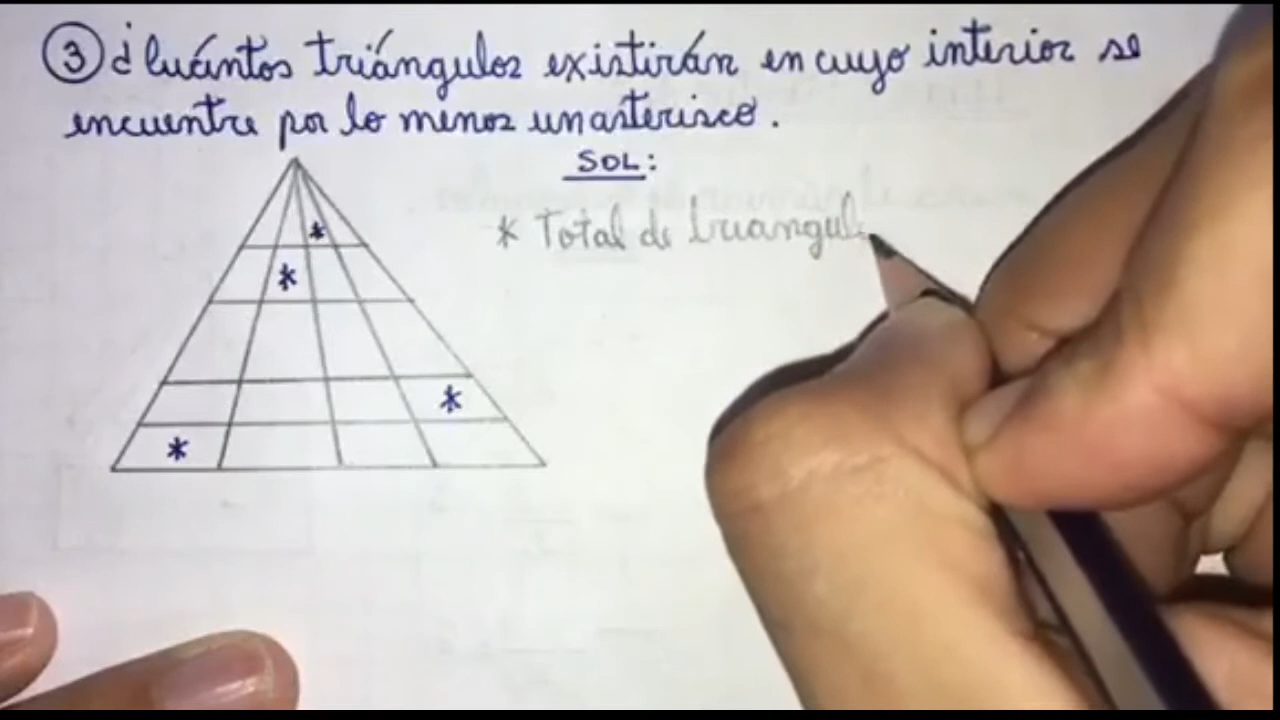 ③ ¿Cuántos triángulos existirán en cuyo interior se
encuentre por lo menos un asterisco.
SOL:
* Total de triangul
*
*
*
*